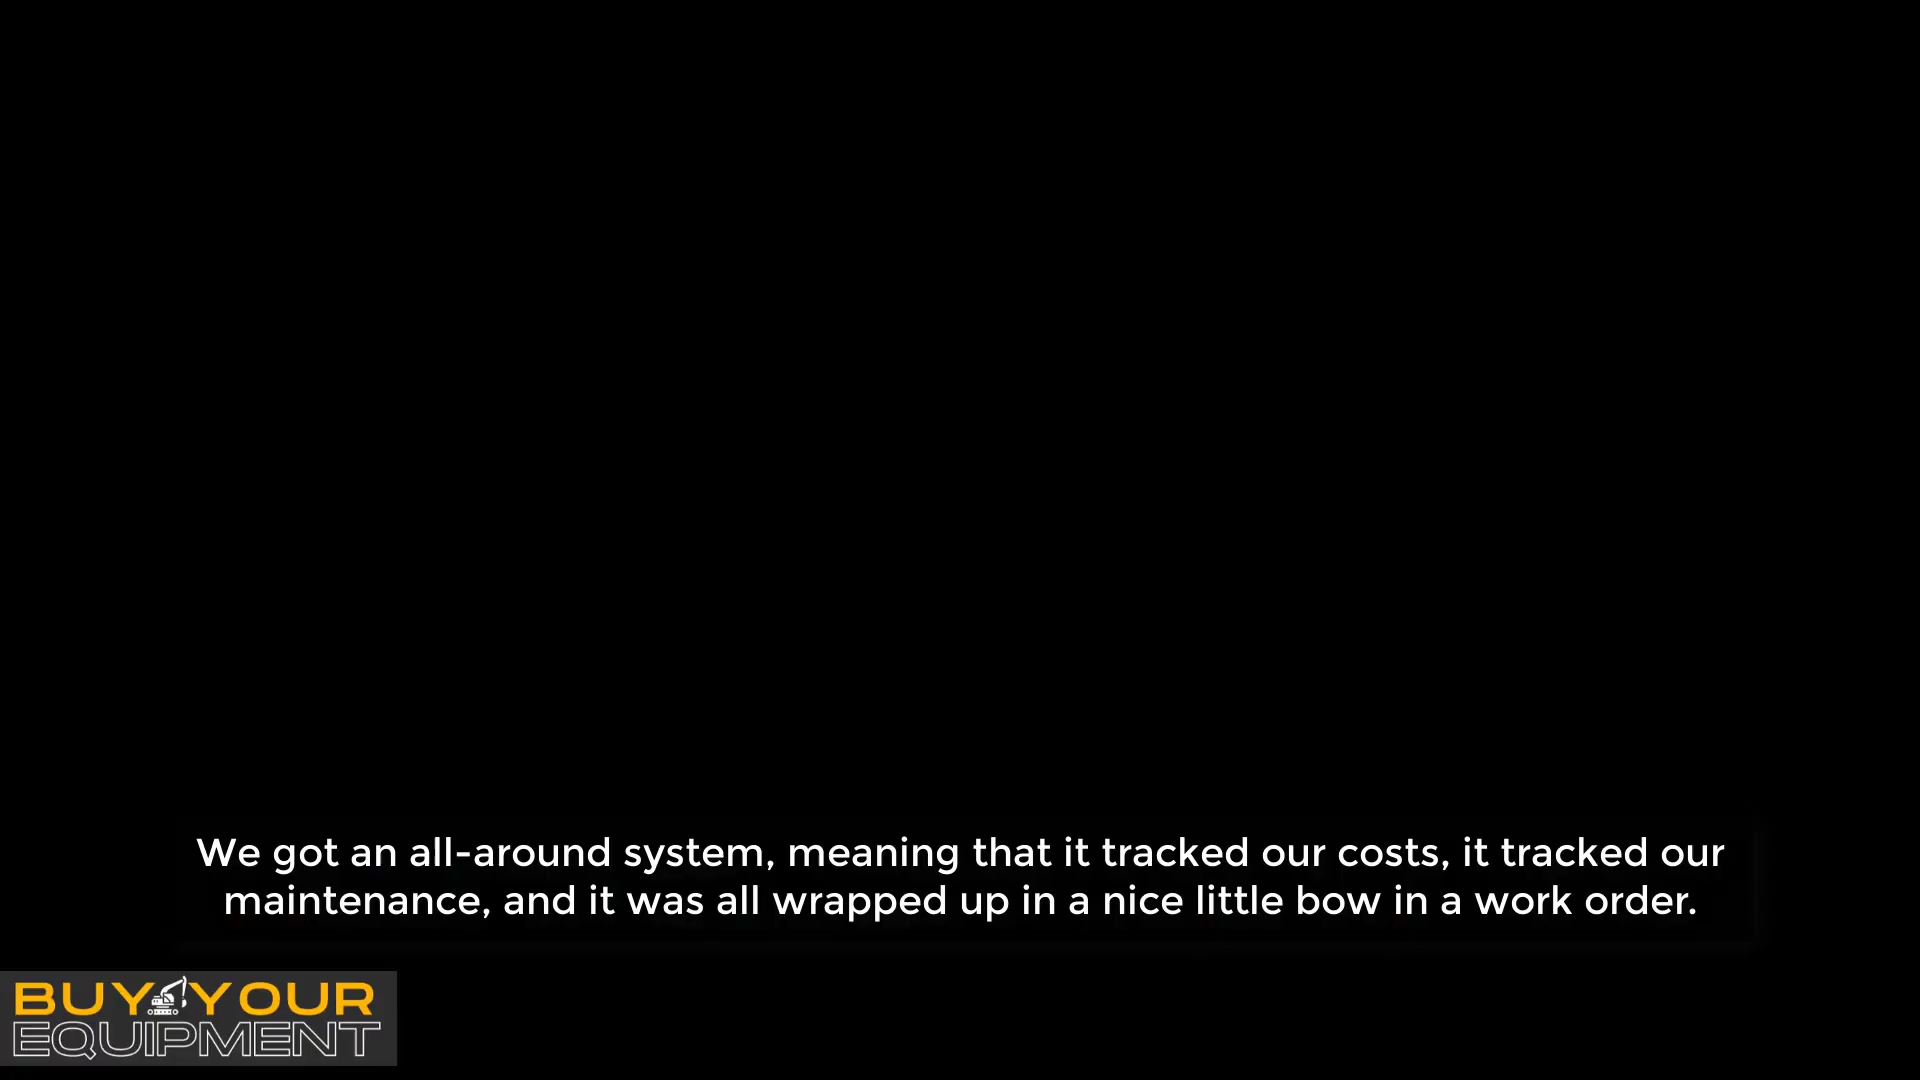 We got an all-around system, meaning that it tracked our costs, it tracked our
maintenance, and it was all wrapped up in a nice little bow in a work order.
BUY YOUR
EQUIPMENT